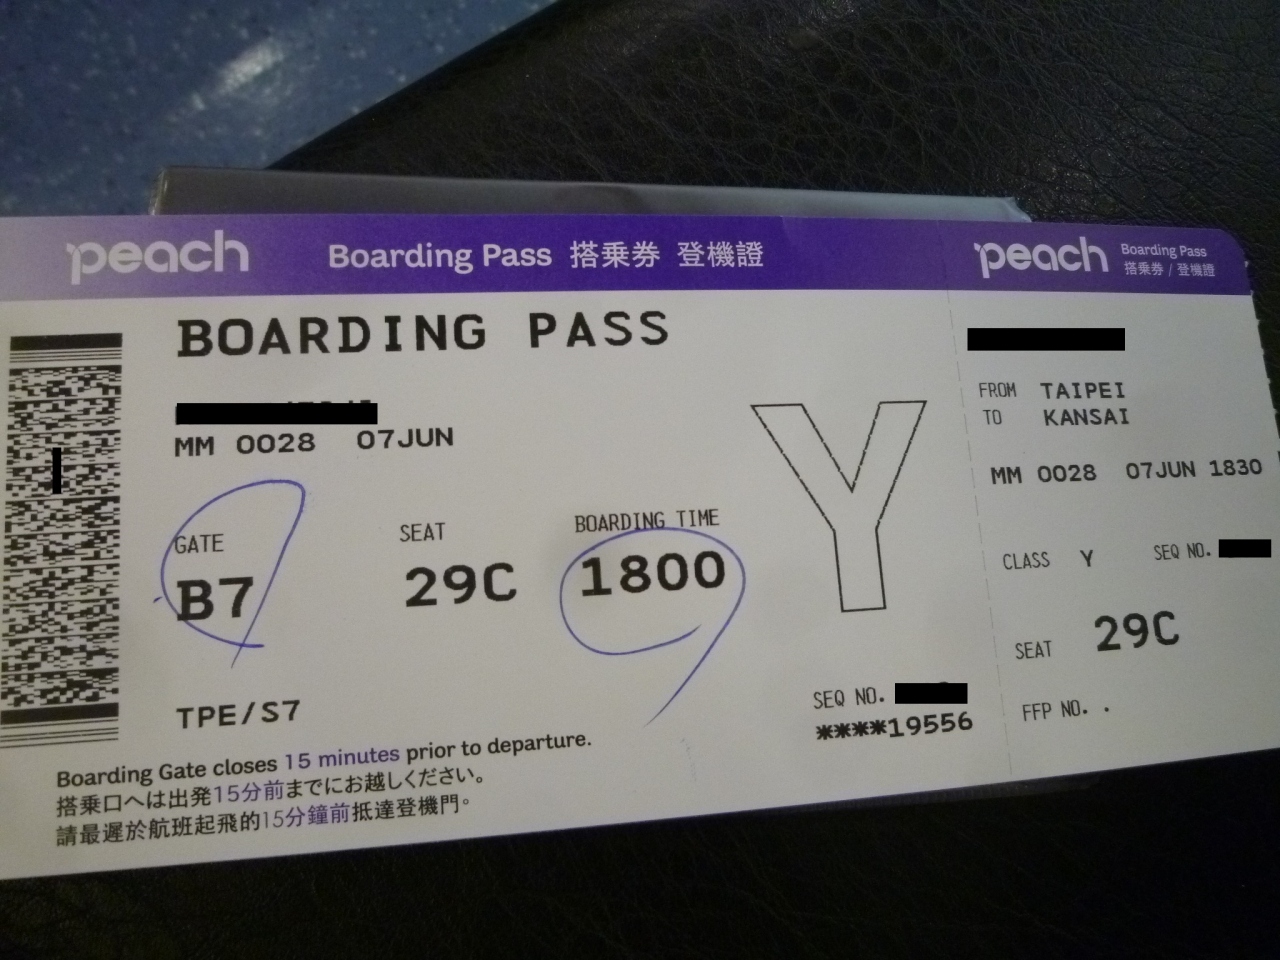 peach Boarding Pass 搭乗券 登機證
BOARDING PASS
MM 0028 07JUN
GATE SEAT BOARDING TIME
B7 29C 1800
Y
TPE/S7
SEQ NO.
****19556
Boarding Gate closes 15 minutes prior to departure.
搭乗口へは出発15分前までにお越しください。
請最遲於航班起飛的15分鐘前抵達登機門。
peach Boarding Pass
搭乗券 / 登機證
FROM TAIPEI
TO KANSAI
MM 0028 07JUN 1830
CLASS Y SEQ NO.
SEAT 29C
FFP NO. .